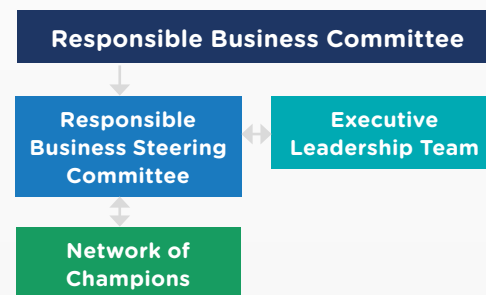 Responsible Business Committee
Responsible
Business Steering
Committee
Executive
Leadership Team
Network of
Champions